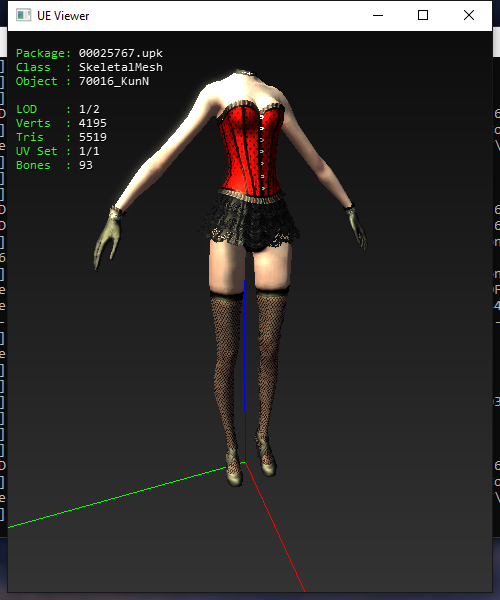 UE Viewer
Package: 00025767.upk
Class : SkeletalMesh
Object : 70016_KunN
LOD : 1/2
Verts : 4195
Tris : 5519
UV Set : 1/1
Bones : 93